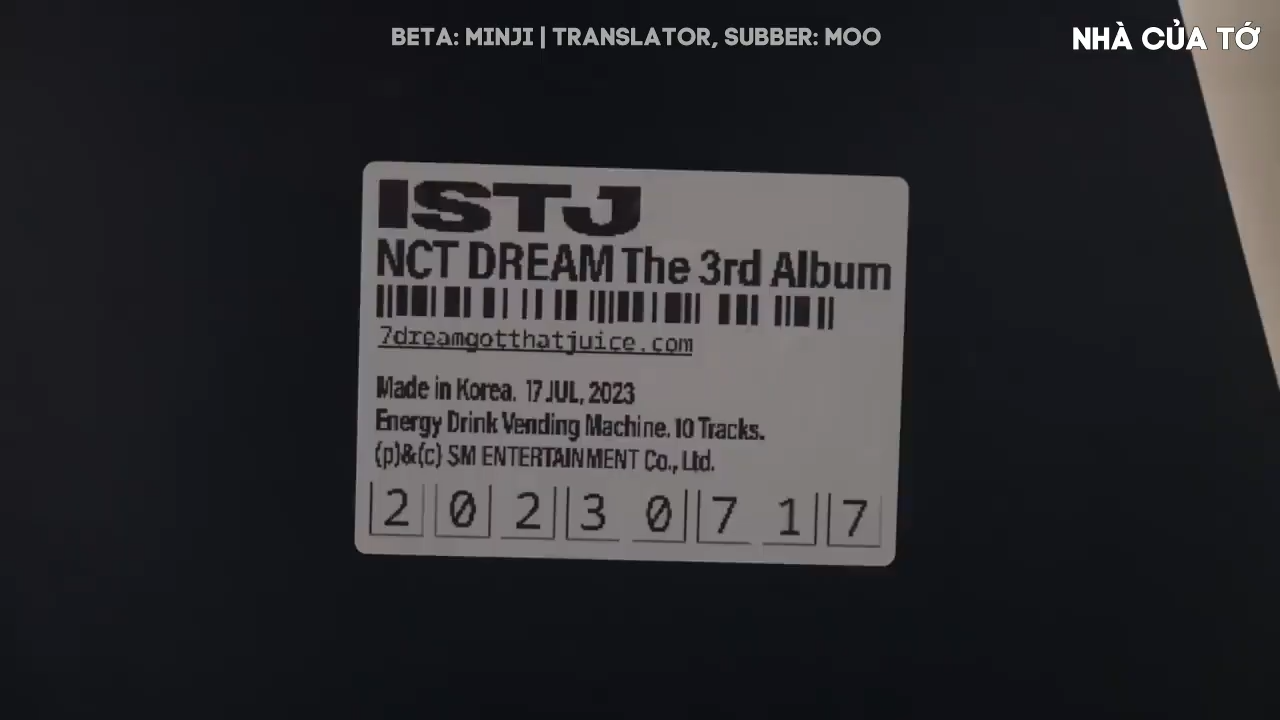 BETA: MINJI | TRANSLATOR, SUBBER: MOO
NHÀ CỦA TỚ
ISTJ
NCT DREAM The 3rd Album
7dreamgotthatjuice.com
Made in Korea. 17 JUL, 2023
Energy Drink Vending Machine. 10 Tracks.
(p)&(c) SM ENTERTAINMENT Co., Ltd.
2 0 2 3 0 7 1 7